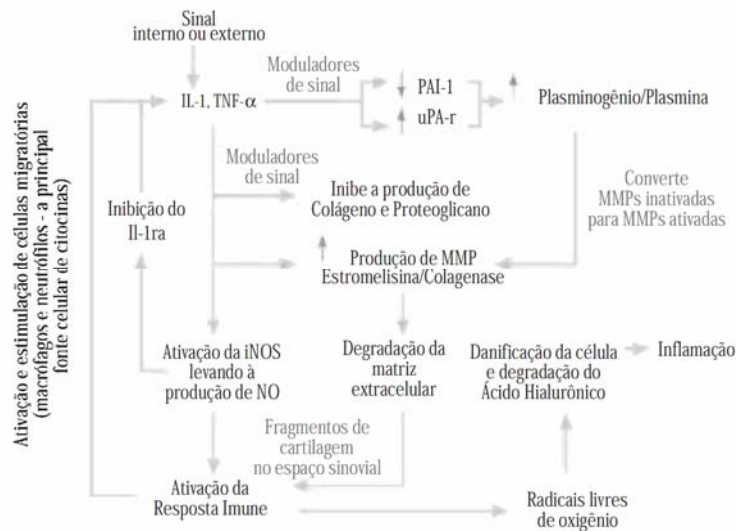 Sinal
interno ou externo
Moduladores
de sinal
IL-1, TNF-α
PAI-1
uPA-r
Plasminogênio/Plasmina
Moduladores
de sinal
Inibe a produção de
Colágeno e Proteoglicano
Converte
MMPs inativadas
para MMPs ativadas
Inibição do
Il-1ra
Produção de MMP
Estromelisina/Colagenase
Ativação e estimulação de células migratórias
(macrófagos e neutrófilos - a principal
fonte celular de citocinas)
Ativação da iNOS
levando à
produção de NO
Degradação da
matriz
extracelular
Danificação da célula
e degradação do
Ácido Hialurônico
Inflamação
Fragmentos de
cartilagem
no espaço sinovial
Ativação da
Resposta Imune
Radicais livres
de oxigênio